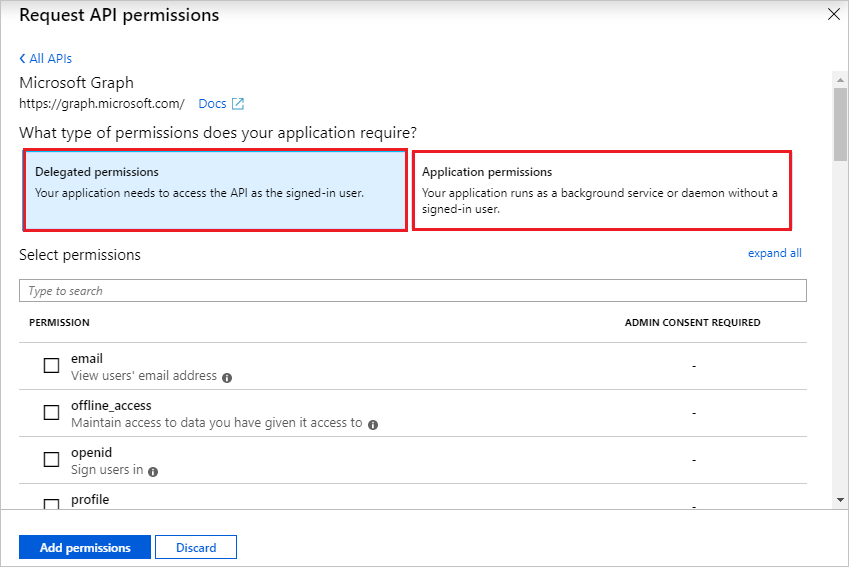 Request API permissions
All APIs
Microsoft Graph
https://graph.microsoft.com/ Docs
What type of permissions does your application require?
Delegated permissions
Your application needs to access the API as the signed-in user.
Application permissions
Your application runs as a background service or daemon without a
signed-in user.
Select permissions
expand all
Type to search
PERMISSION
ADMIN CONSENT REQUIRED
email
View users' email address
-
offline_access
Maintain access to data you have given it access to
-
openid
Sign users in
-
profile
-
Add permissions
Discard